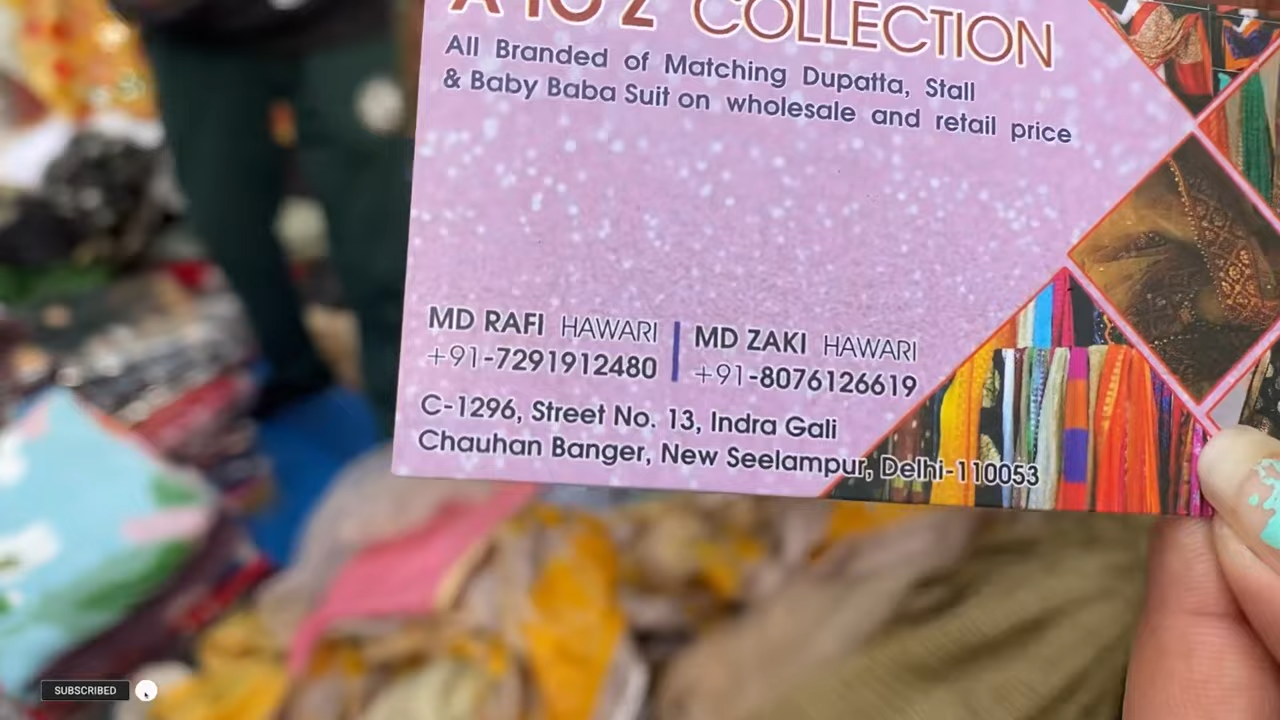 A TO Z COLLECTION
All Branded of Matching Dupatta, Stall
& Baby Baba Suit on wholesale and retail price
MD RAFI HAWARI
+91-7291912480
MD ZAKI HAWARI
+91-8076126619
C-1296, Street No. 13, Indra Gali
Chauhan Banger, New Seelampur, Delhi-110053
SUBSCRIBED